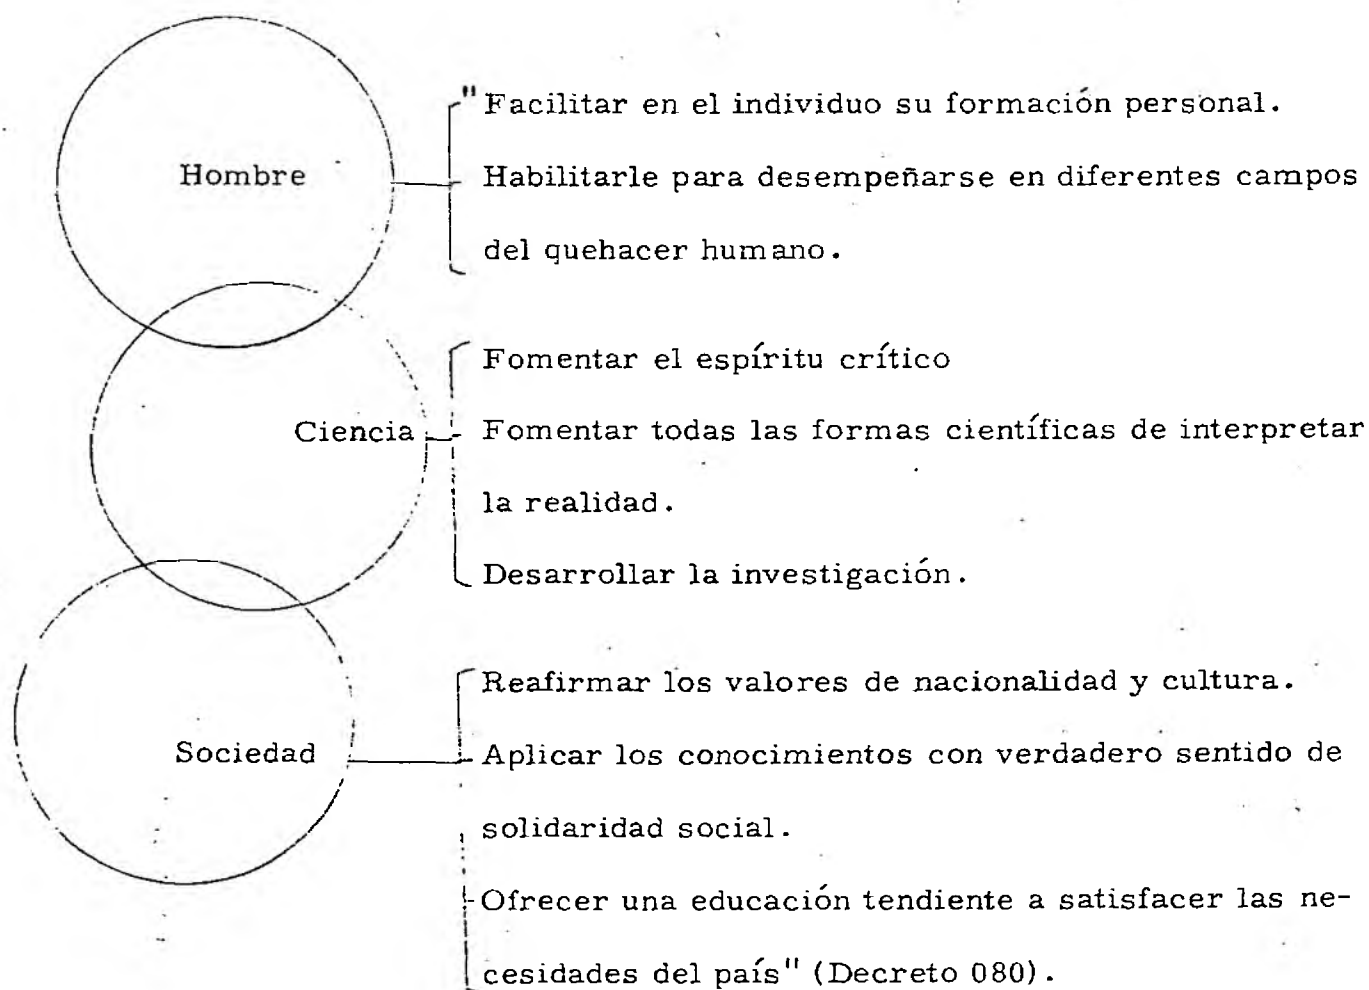 "Facilitar en el individuo su formación personal.
Hombre
Habilitarle para desempeñarse en diferentes campos
del quehacer humano.
Fomentar el espíritu crítico
Ciencia
Fomentar todas las formas científicas de interpretar
la realidad.
Desarrollar la investigación.
Reafirmar los valores de nacionalidad y cultura.
Sociedad
Aplicar los conocimientos con verdadero sentido de
solidaridad social.
Ofrecer una educación tendiente a satisfacer las ne-
cesidades del país" (Decreto 080).